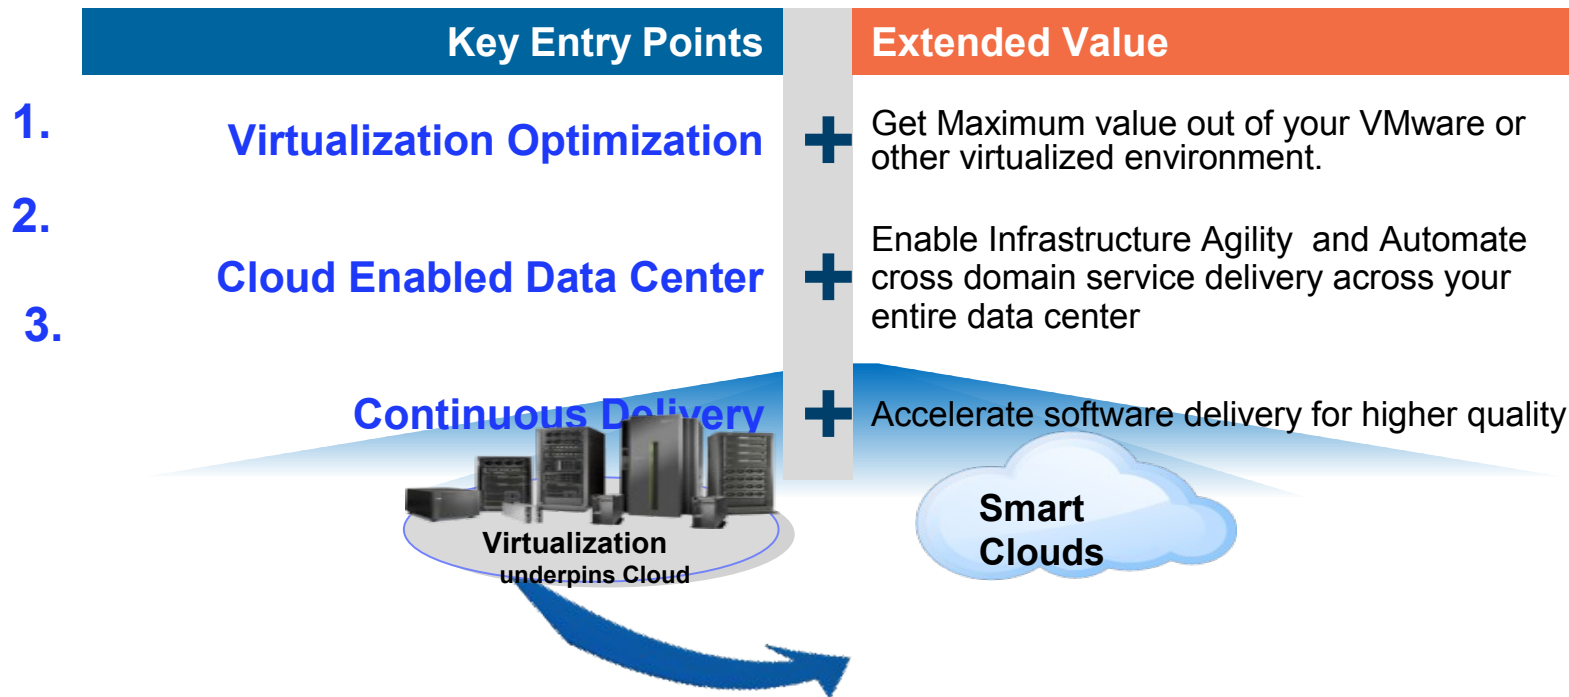 Key Entry Points
Extended Value
1.
Virtualization Optimization
Get Maximum value out of your VMware or
other virtualized environment.
2.
Cloud Enabled Data Center
Enable Infrastructure Agility and Automate
cross domain service delivery across your
entire data center
3.
Continuous Delivery
Accelerate software delivery for higher quality
Virtualization
underpins Cloud
Smart
Clouds